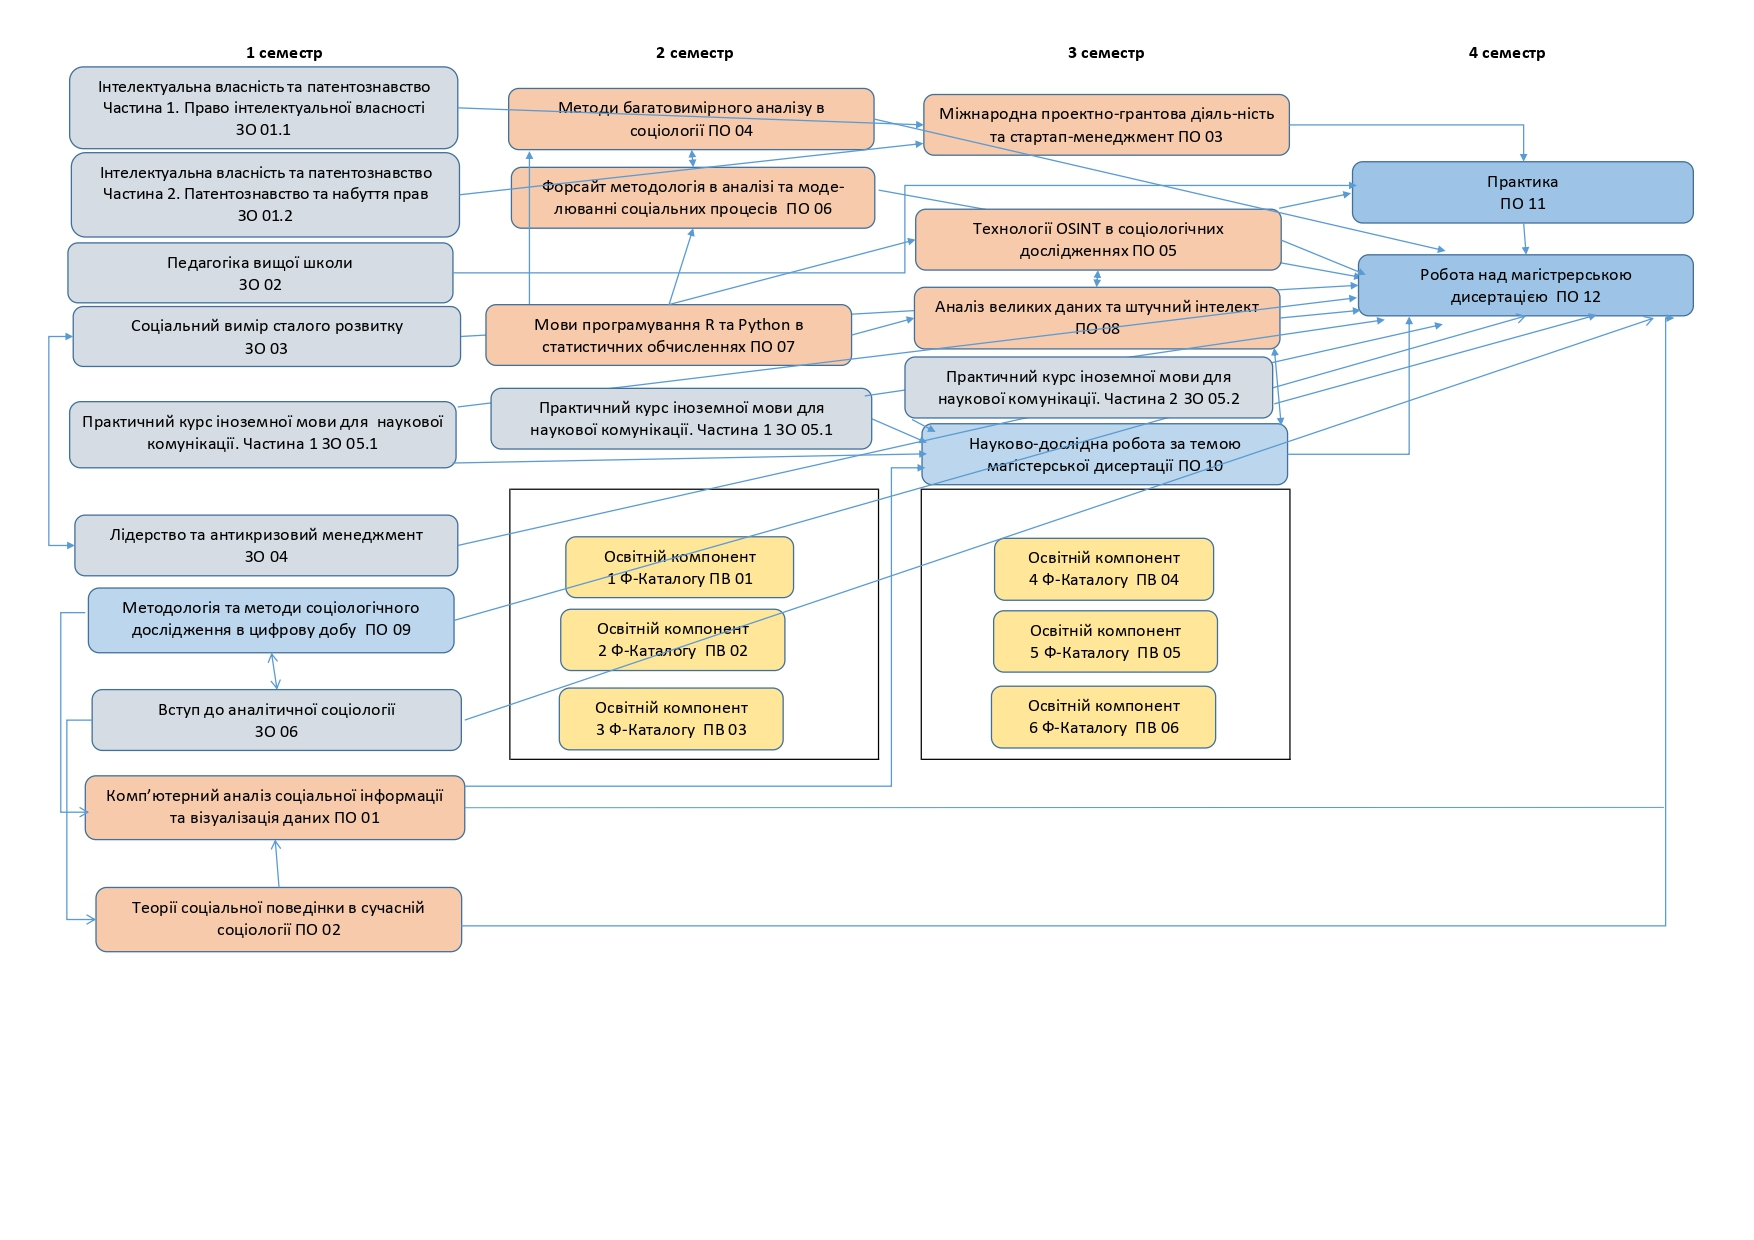 1 семестр
2 семестр
3 семестр
4 семестр
Інтелектуальна власність та патентознавство
Частина 1. Право інтелектуальної власності
ЗО 01.1
Інтелектуальна власність та патентознавство
Частина 2. Патентознавство та набуття прав
ЗО 01.2
Педагогіка вищої школи
ЗО 02
Соціальний вимір сталого розвитку
ЗО 03
Практичний курс іноземної мови для наукової
комунікації. Частина 1 ЗО 05.1
Лідерство та антикризовий менеджмент
ЗО 04
Методологія та методи соціологічного
дослідження в цифрову добу ПО 09
Вступ до аналітичної соціології
ЗО 06
Комп’ютерний аналіз соціальної інформації
та візуалізація даних ПО 01
Теорії соціальної поведінки в сучасній
соціології ПО 02
Методи багатовимірного аналізу в
соціології ПО 04
Форсайт методологія в аналізі та моде-
люванні соціальних процесів ПО 06
Мови програмування R та Python в
статистичних обчисленнях ПО 07
Практичний курс іноземної мови для
наукової комунікації. Частина 1 ЗО 05.1
Освітній компонент
1 Ф-Каталогу ПВ 01
Освітній компонент
2 Ф-Каталогу ПВ 02
Освітній компонент
3 Ф-Каталогу ПВ 03
Міжнародна проектно-грантова діяль-ність
та стартап-менеджмент ПО 03
Технології OSINT в соціологічних
дослідженнях ПО 05
Аналіз великих даних та штучний інтелект
ПО 08
Практичний курс іноземної мови для
наукової комунікації. Частина 2 ЗО 05.2
Науково-дослідна робота за темою
магістерської дисертації ПО 10
Освітній компонент
4 Ф-Каталогу ПВ 04
Освітній компонент
5 Ф-Каталогу ПВ 05
Освітній компонент
6 Ф-Каталогу ПВ 06
Практика
ПО 11
Робота над магістрерською
дисертацією ПО 12